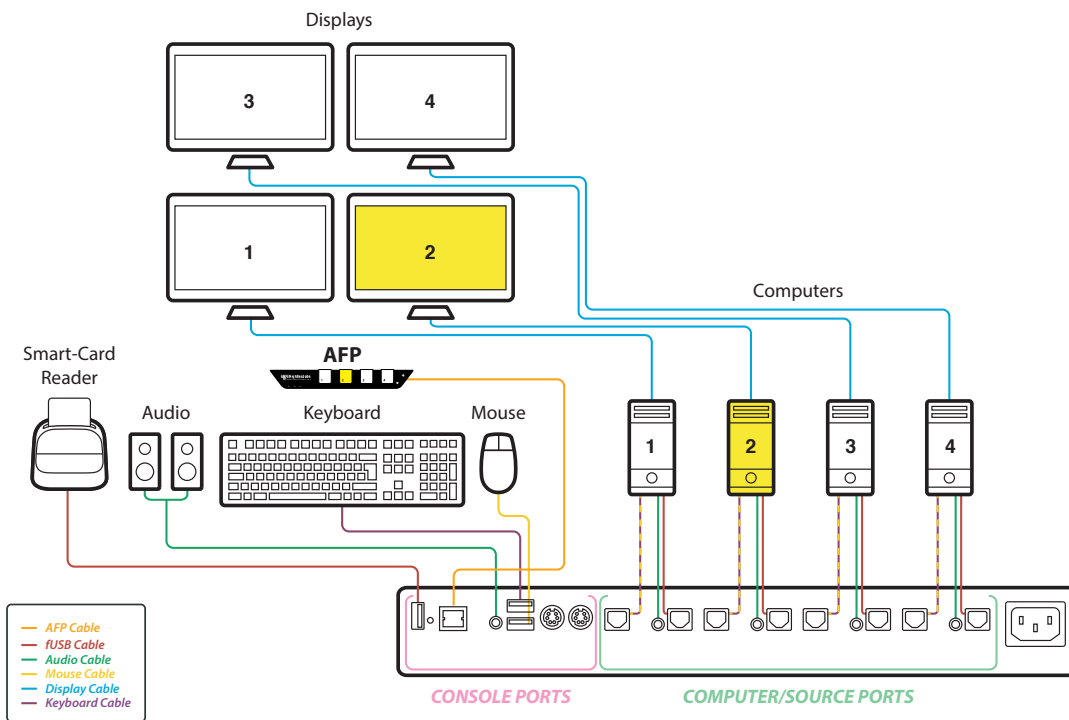 Displays
3
4
1
2
Computers
Smart-Card
Reader
AFP
Audio
Keyboard
Mouse
1
2
3
4
AFP Cable
fUSB Cable
Audio Cable
Mouse Cable
Display Cable
Keyboard Cable
CONSOLE PORTS
COMPUTER/SOURCE PORTS